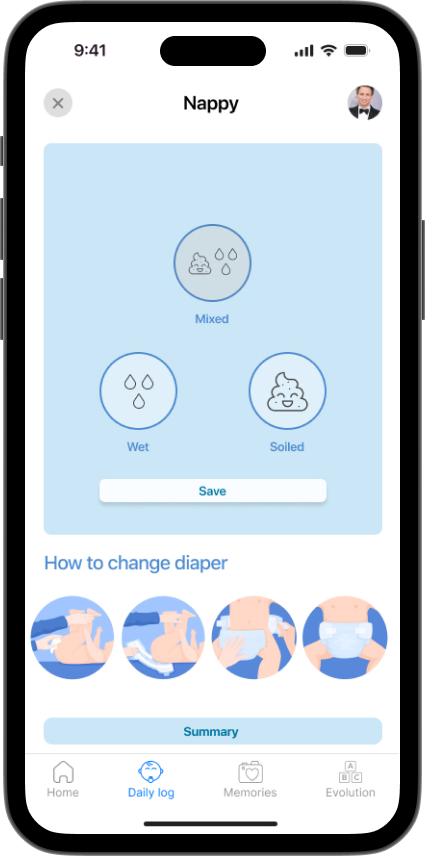 9:41
Nappy
Mixed
Wet
Soiled
Save
How to change diaper
Summary
A
B C
Home
Daily log
Memories
Evolution